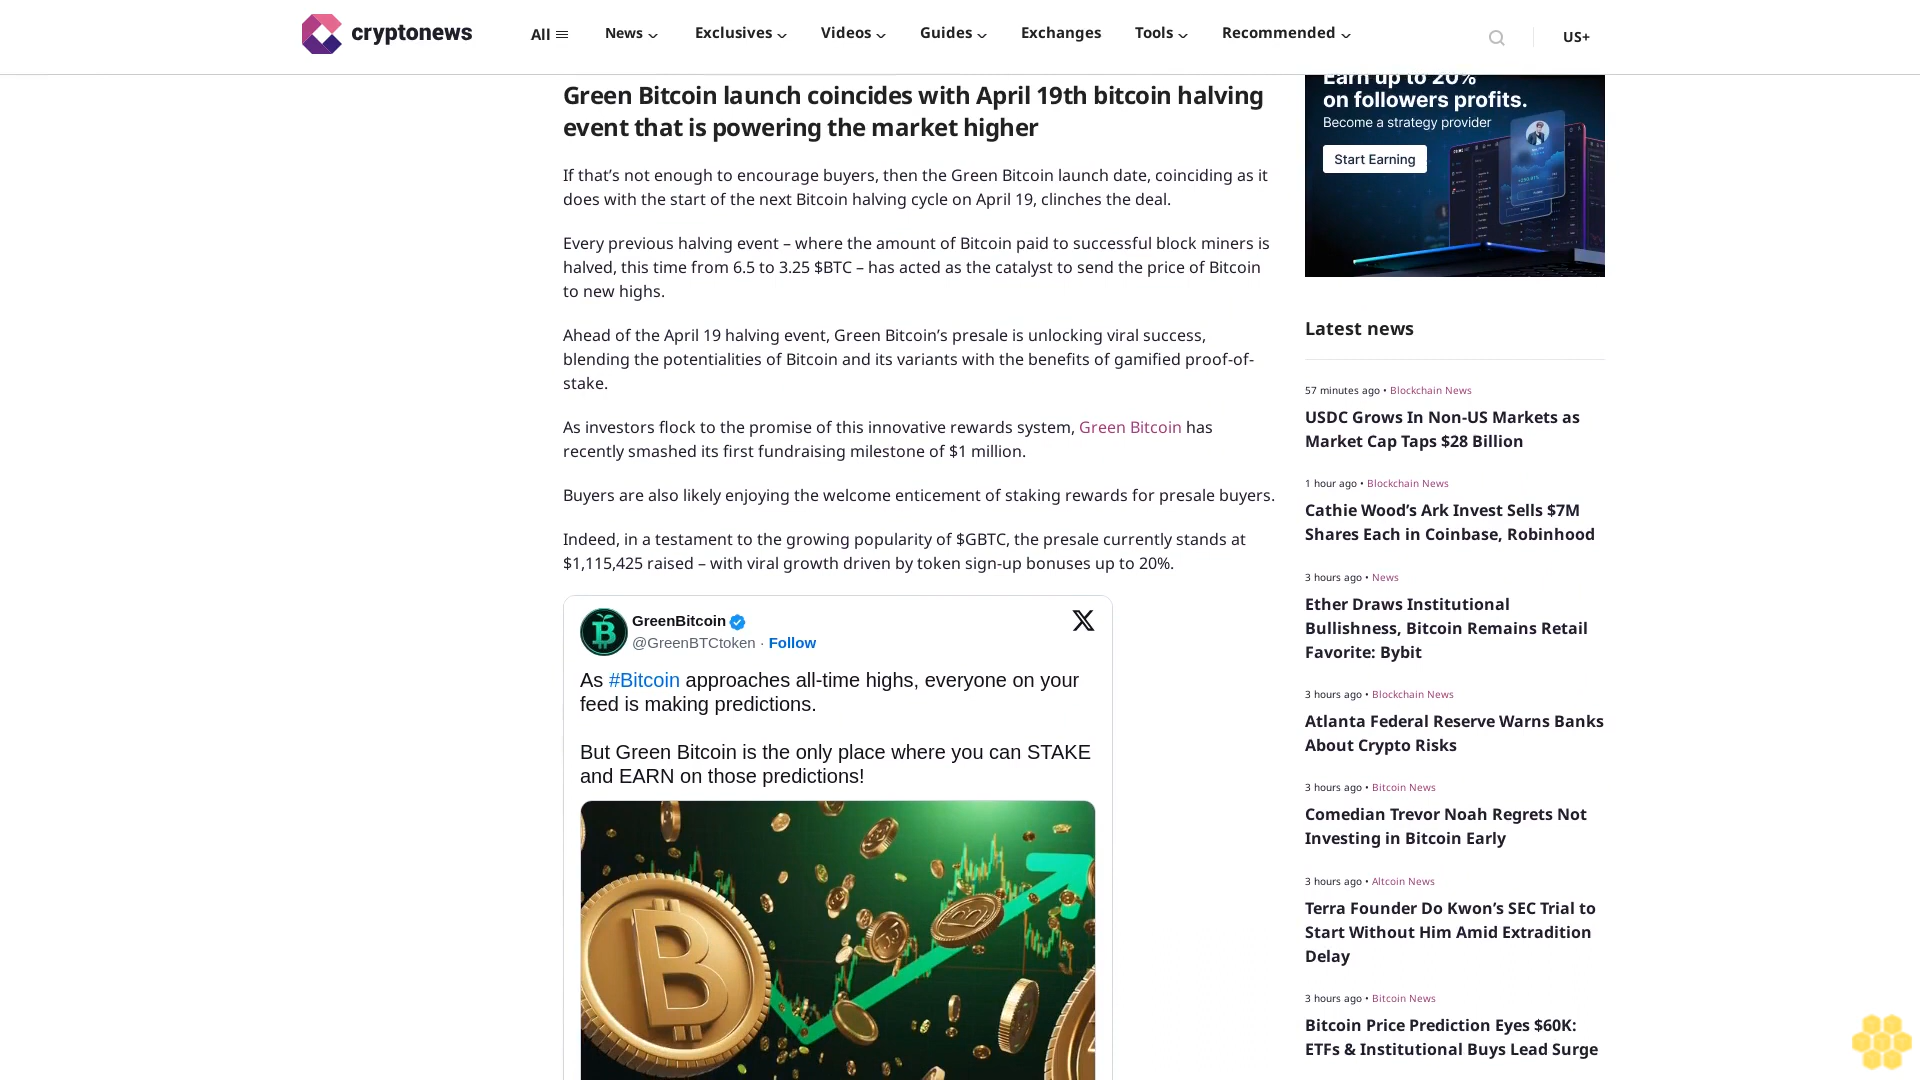 cryptonews
All
News
Exclusives
Videos
Guides
Exchanges
Tools
Recommended
US+
Green Bitcoin launch coincides with April 19th bitcoin halving
event that is powering the market higher
If that’s not enough to encourage buyers, then the Green Bitcoin launch date, coinciding as it
does with the start of the next Bitcoin halving cycle on April 19, clinches the deal.
Every previous halving event – where the amount of Bitcoin paid to successful block miners is
halved, this time from 6.5 to 3.25 $BTC – has acted as the catalyst to send the price of Bitcoin
to new highs.
Ahead of the April 19 halving event, Green Bitcoin’s presale is unlocking viral success,
blending the potentialities of Bitcoin and its variants with the benefits of gamified proof-of-
stake.
As investors flock to the promise of this innovative rewards system, Green Bitcoin has
recently smashed its first fundraising milestone of $1 million.
Buyers are also likely enjoying the welcome enticement of staking rewards for presale buyers.
Indeed, in a testament to the growing popularity of $GBTC, the presale currently stands at
$1,115,425 raised – with viral growth driven by token sign-up bonuses up to 20%.
GreenBitcoin
@GreenBTCtoken · Follow
As #Bitcoin approaches all-time highs, everyone on your
feed is making predictions.
But Green Bitcoin is the only place where you can STAKE
and EARN on those predictions!
Earn up to 20%
on followers profits.
Become a strategy provider
Start Earning
Latest news
57 minutes ago • Blockchain News
USDC Grows In Non-US Markets as
Market Cap Taps $28 Billion
1 hour ago • Blockchain News
Cathie Wood’s Ark Invest Sells $7M
Shares Each in Coinbase, Robinhood
3 hours ago • News
Ether Draws Institutional
Bullishness, Bitcoin Remains Retail
Favorite: Bybit
3 hours ago • Blockchain News
Atlanta Federal Reserve Warns Banks
About Crypto Risks
3 hours ago • Bitcoin News
Comedian Trevor Noah Regrets Not
Investing in Bitcoin Early
3 hours ago • Altcoin News
Terra Founder Do Kwon’s SEC Trial to
Start Without Him Amid Extradition
Delay
3 hours ago • Bitcoin News
Bitcoin Price Prediction Eyes $60K:
ETFs & Institutional Buys Lead Surge